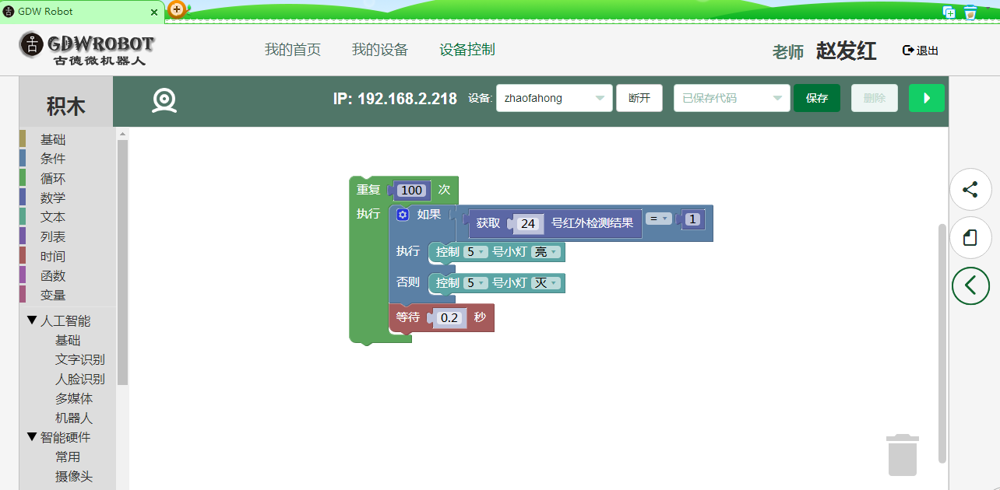 GDW Robot
GDWROBOT
古德微机器人
我的首页 我的设备 设备控制
老师 赵发红 退出
积木
IP: 192.168.2.218 设备: zhaofahong 断开 已保存代码 保存 删除
基础
条件
循环
数学
文本
列表
时间
函数
变量
人工智能
基础
文字识别
人脸识别
多媒体
机器人
智能硬件
常用
摄像头
重复 100 次
执行 如果 获取 24 号红外检测结果 = 1
执行 控制 5 号小灯 亮
否则 控制 5 号小灯 灭
等待 0.2 秒